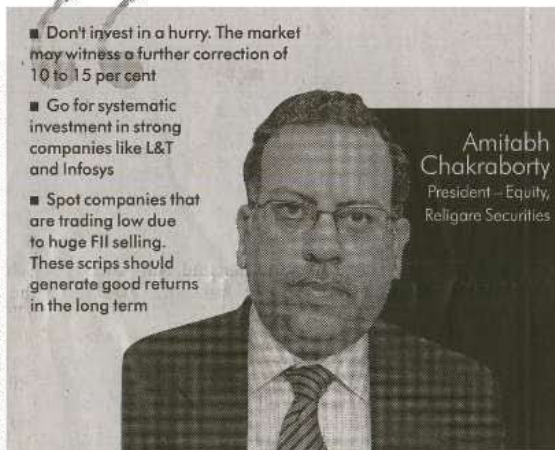 ■ Don't invest in a hurry. The market
may witness a further correction of
10 to 15 per cent
■ Go for systematic
investment in strong
companies like L&T
and Infosys
■ Spot companies that
are trading low due
to huge FII selling.
These scrips should
generate good returns
in the long term
Amitabh
Chakraborty
President – Equity,
Religare Securities